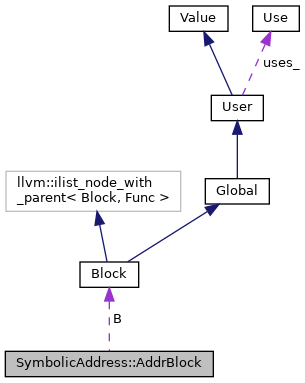 Value
Use
uses_
User
llvm::ilist_node_with
_parent< Block, Func >
Global
Block
B
SymbolicAddress::AddrBlock